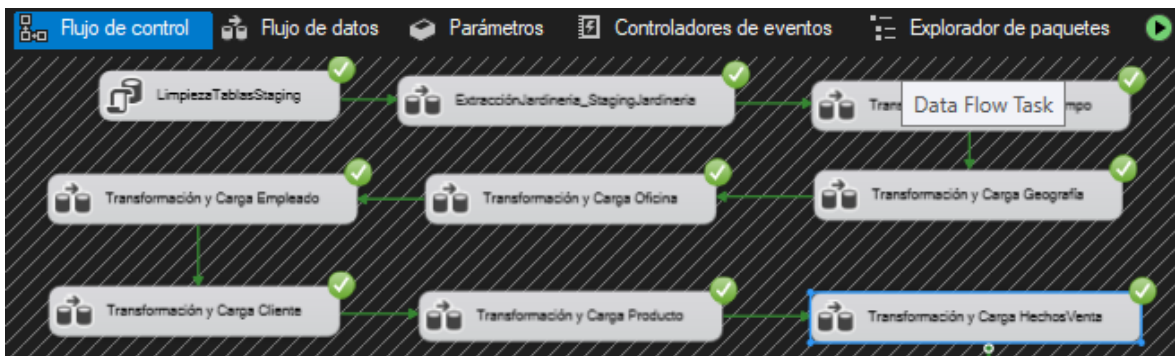 Flujo de control
Flujo de datos
Parámetros
Controladores de eventos
Explorador de paquetes
LimpiezaTablasStaging
ExtracciónJardineria_StagingJardineria
Data Flow Task
Transformación y Carga Empleado
Transformación y Carga Oficina
Transformación y Carga Geografía
Transformación y Carga Cliente
Transformación y Carga Producto
Transformación y Carga HechosVenta